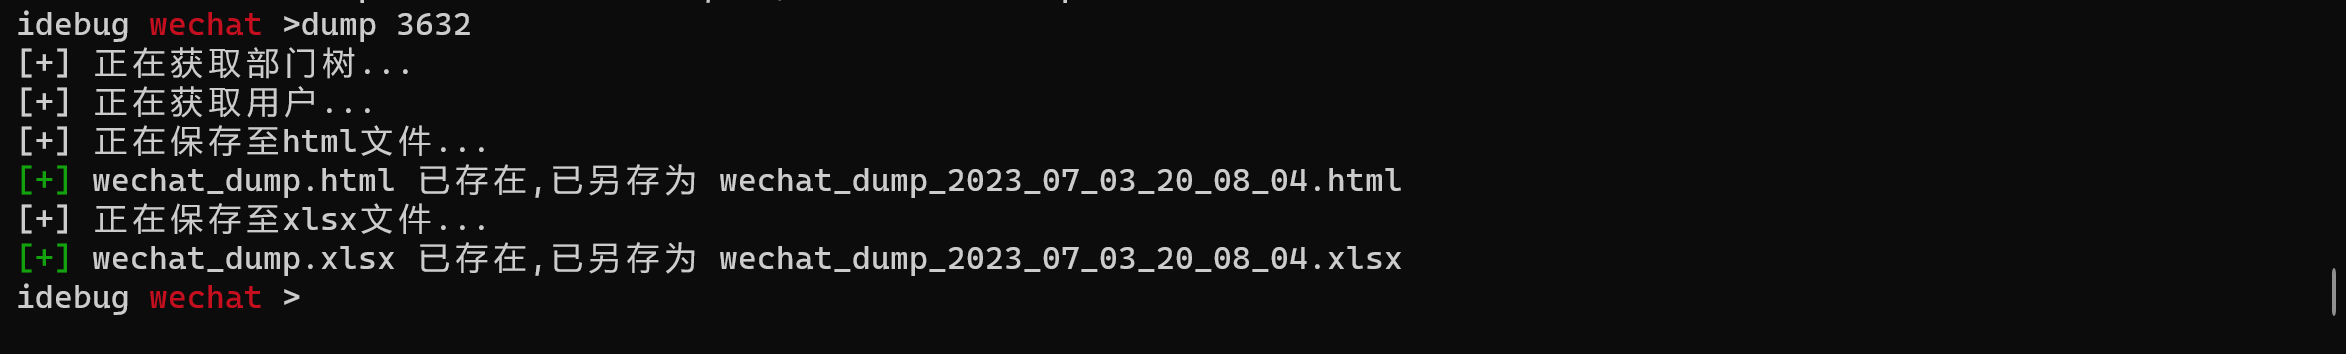 idebug wechat >dump 3632
[+] 正在获取部门树...
[+] 正在获取用户...
[+] 正在保存至html文件...
[+] wechat_dump.html 已存在,已另存为 wechat_dump_2023_07_03_20_08_04.html
[+] 正在保存至xlsx文件...
[+] wechat_dump.xlsx 已存在,已另存为 wechat_dump_2023_07_03_20_08_04.xlsx
idebug wechat >